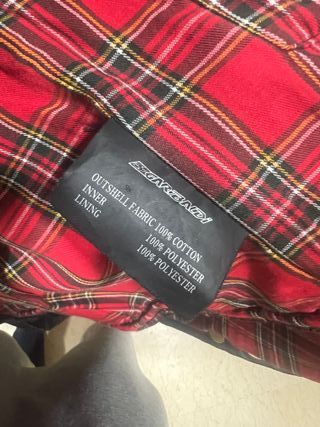 OUTSHELL FABRIC 100% COTTON
INNER 100% POLYESTER
LINING 100% POLYESTER